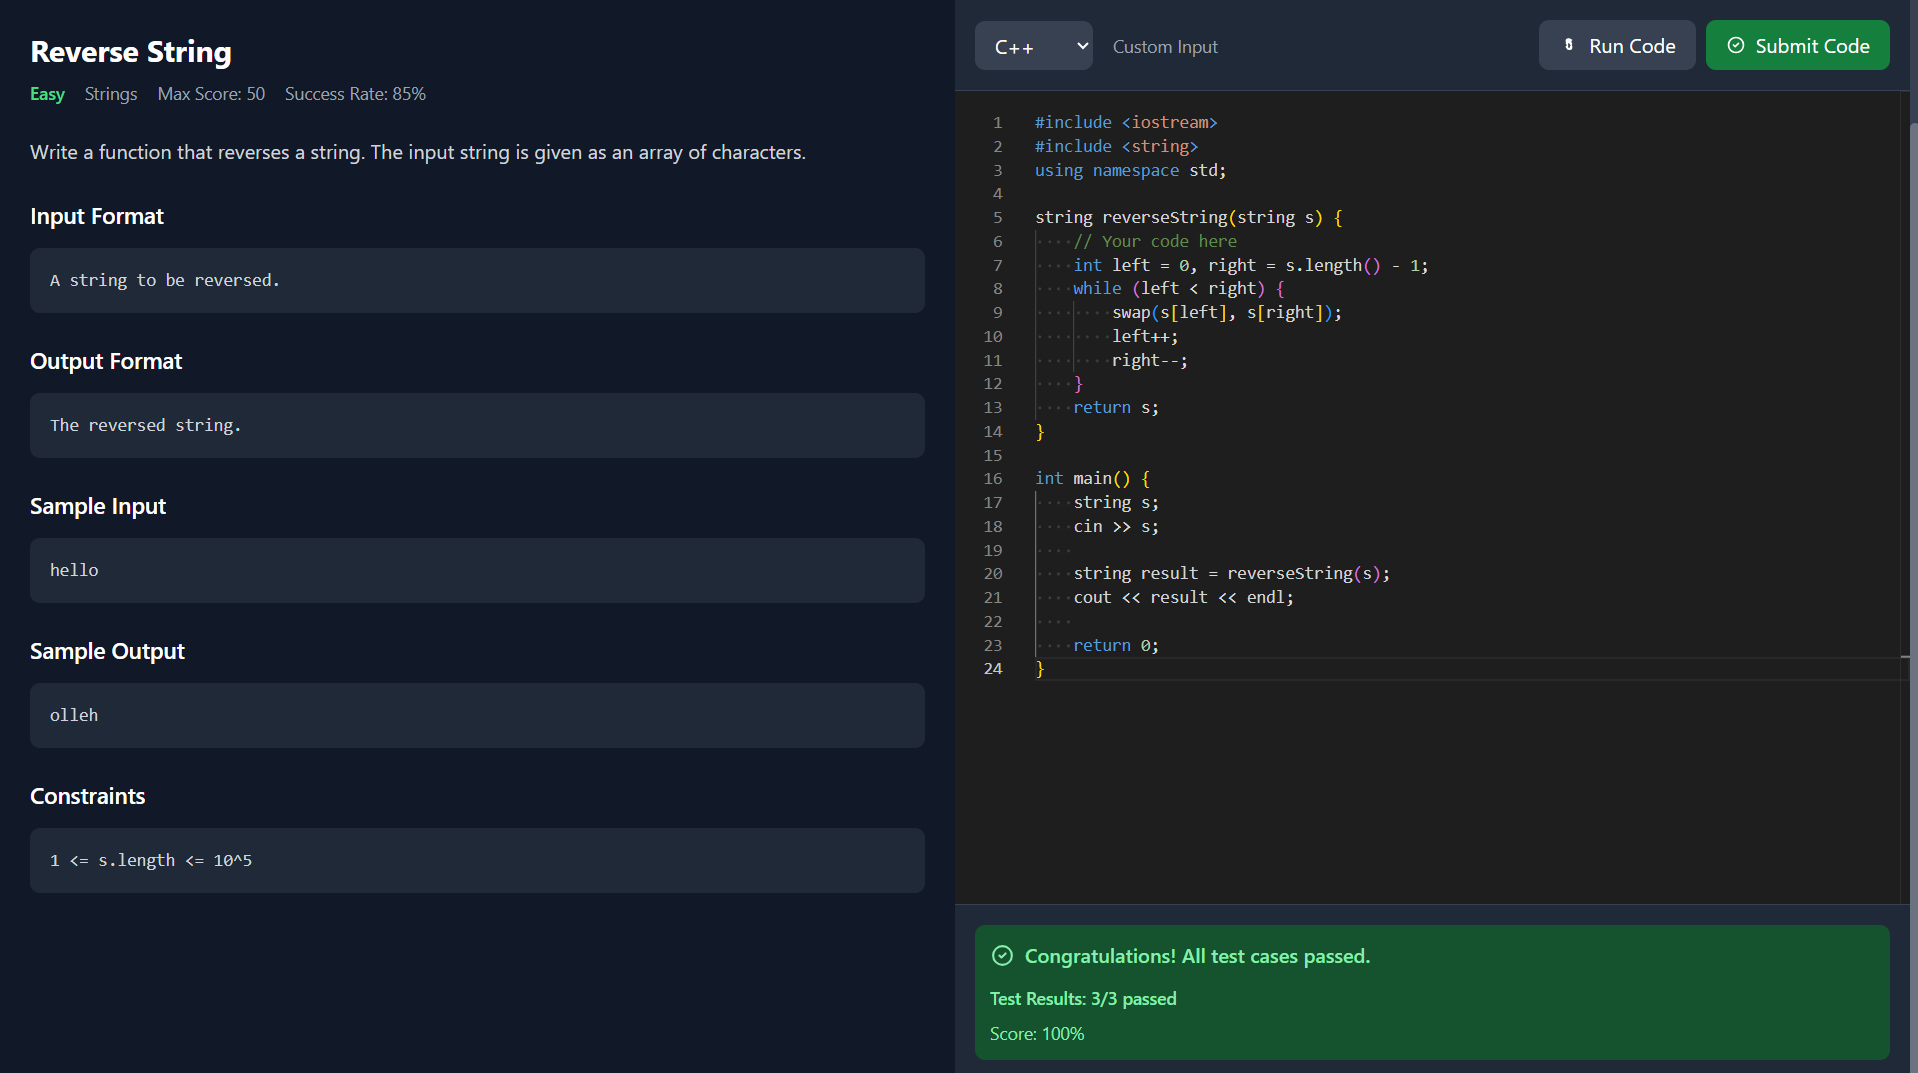 Reverse String
Easy Strings Max Score: 50 Success Rate: 85%
Write a function that reverses a string. The input string is given as an array of characters.
Input Format
A string to be reversed.
Output Format
The reversed string.
Sample Input
hello
Sample Output
olleh
Constraints
1 <= s.length <= 10^5
C++ Custom Input Run Code Submit Code
1 #include <iostream>
2 #include <string>
3 using namespace std;
4
5 string reverseString(string s) {
6     // Your code here
7     int left = 0, right = s.length() - 1;
8     while (left < right) {
9         swap(s[left], s[right]);
10         left++;
11         right--;
12     }
13     return s;
14 }
15
16 int main() {
17     string s;
18     cin >> s;
19
20     string result = reverseString(s);
21     cout << result << endl;
22
23     return 0;
24 }
Congratulations! All test cases passed.
Test Results: 3/3 passed
Score: 100%